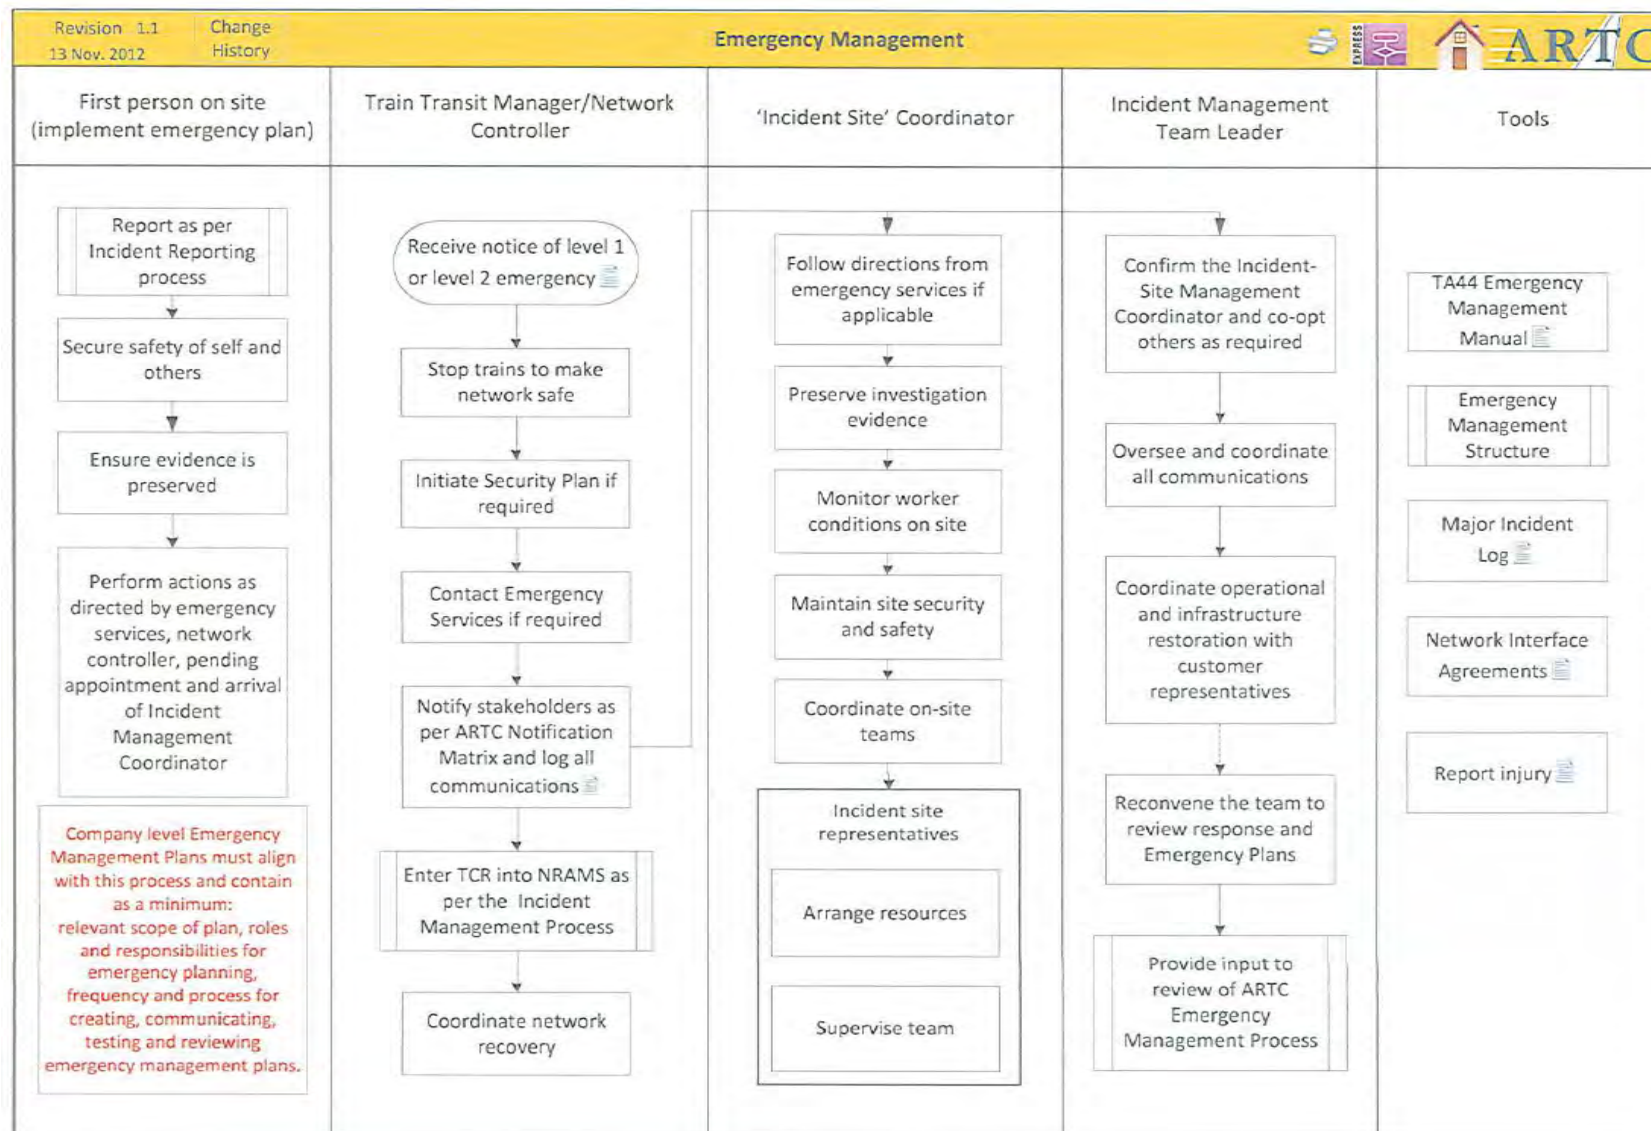 Revision 1.1
13 Nov. 2012
Change
History
Emergency Management
EXPRESS
ARTC
First person on site
(implement emergency plan)
Train Transit Manager/Network
Controller
'Incident Site' Coordinator
Incident Management
Team Leader
Tools
Report as per
Incident Reporting
process
Secure safety of self and
others
Ensure evidence is
preserved
Perform actions as
directed by emergency
services, network
controller, pending
appointment and arrival
of Incident
Management
Coordinator
Company level Emergency
Management Plans must align
with this process and contain
as a minimum:
relevant scope of plan, roles
and responsibilities for
emergency planning,
frequency and process for
creating, communicating,
testing and reviewing
emergency management plans.
Receive notice of level 1
or level 2 emergency
Stop trains to make
network safe
Initiate Security Plan if
required
Contact Emergency
Services if required
Notify stakeholders as
per ARTC Notification
Matrix and log all
communications
Enter TCR into NRAMS as
per the Incident
Management Process
Coordinate network
recovery
Follow directions from
emergency services if
applicable
Preserve investigation
evidence
Monitor worker
conditions on site
Maintain site security
and safety
Coordinate on-site
teams
Incident site
representatives
Arrange resources
Supervise team
Confirm the Incident-
Site Management
Coordinator and co-opt
others as required
Oversee and coordinate
all communications
Coordinate operational
and infrastructure
restoration with
customer
representatives
Reconvene the team to
review response and
Emergency Plans
Provide input to
review of ARTC
Emergency
Management Process
TA44 Emergency
Management
Manual
Emergency
Management
Structure
Major Incident
Log
Network Interface
Agreements
Report injury